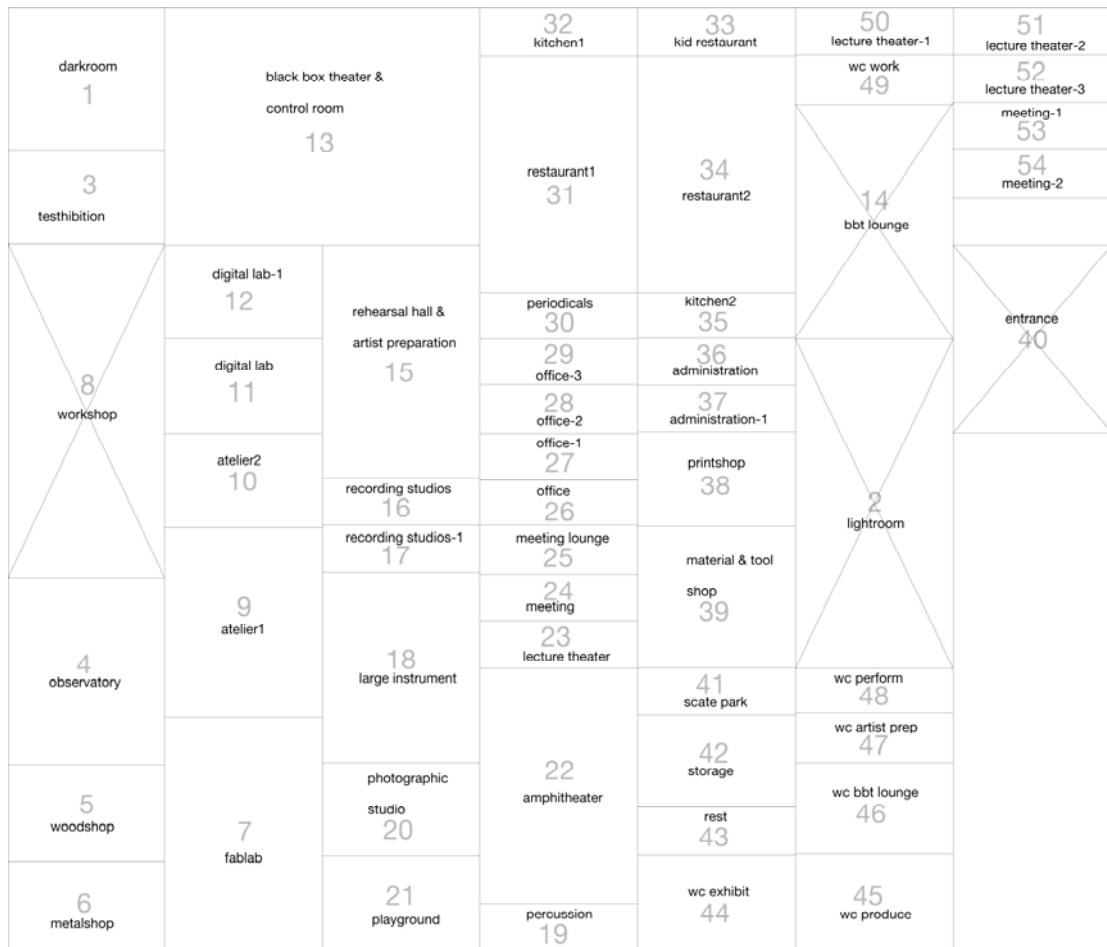 darkroom
1
3
testhibition
8
workshop
4
observatory
5
woodshop
6
metalshop
black box theater &
control room
13
digital lab-1
12
digital lab
11
atelier2
10
9
atelier1
7
fablab
rehearsal hall &
artist preparation
15
recording studios
16
recording studios-1
17
18
large instrument
photographic
studio
20
21
playground
32
kitchen1
restaurant1
31
periodicals
30
29
office-3
28
office-2
office-1
27
office
26
meeting lounge
25
24
meeting
23
lecture theater
22
amphitheater
percussion
19
33
kid restaurant
34
restaurant2
kitchen2
35
36
administration
37
administration-1
printshop
38
material & tool
shop
39
41
scate park
42
storage
rest
43
wc exhibit
44
50
lecture theater-1
wc work
49
14
bbt lounge
2
lightroom
wc perform
48
wc artist prep
47
wc bbt lounge
46
45
wc produce
51
lecture theater-2
52
lecture theater-3
meeting-1
53
54
meeting-2
entrance
40